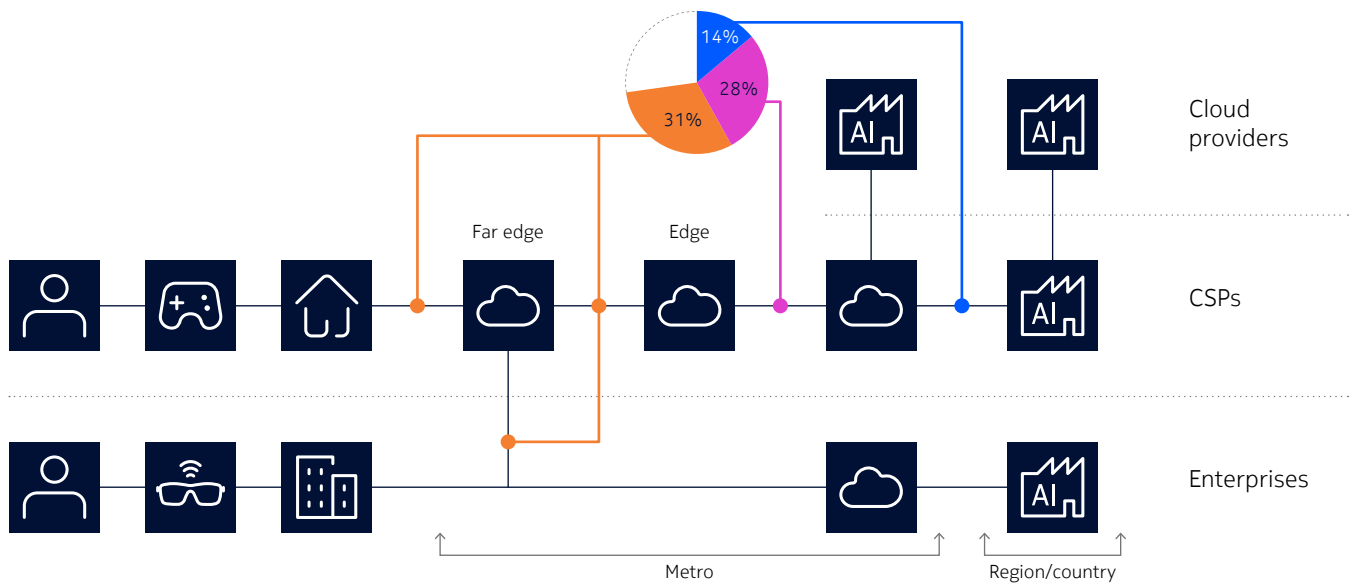 14%
28%
31%
AI
AI
Cloud
providers
Far edge
Edge
AI
CSPs
AI
Enterprises
Metro
Region/country